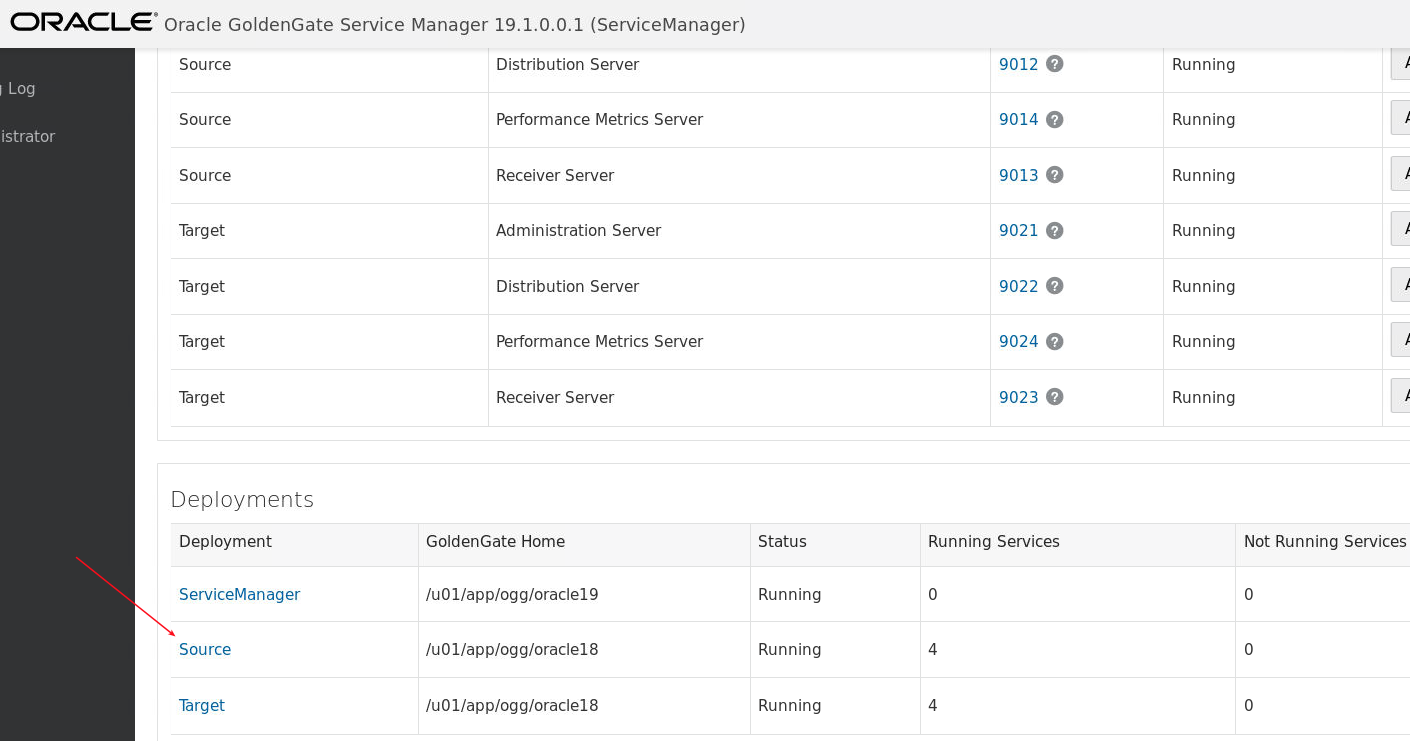 ORACLE® Oracle GoldenGate Service Manager 19.1.0.0.1 (ServiceManager)
Log
Source Distribution Server 9012 ? Running
Source Performance Metrics Server 9014 ? Running
Source Receiver Server 9013 ? Running
Target Administration Server 9021 ? Running
Target Distribution Server 9022 ? Running
Target Performance Metrics Server 9024 ? Running
Target Receiver Server 9023 ? Running
Deployments
Deployment GoldenGate Home Status Running Services Not Running Services
ServiceManager /u01/app/ogg/oracle19 Running 0 0
Source /u01/app/ogg/oracle18 Running 4 0
Target /u01/app/ogg/oracle18 Running 4 0